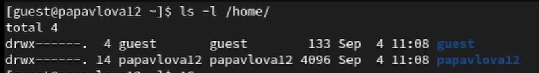 [guest@papavlova12 ~]$ ls -l /home/
total 4
drwx------.  4 guest      guest       133 Sep  4 11:08 guest
drwx------. 14 papavlova12 papavlova12 4096 Sep  4 11:08 papavlova12